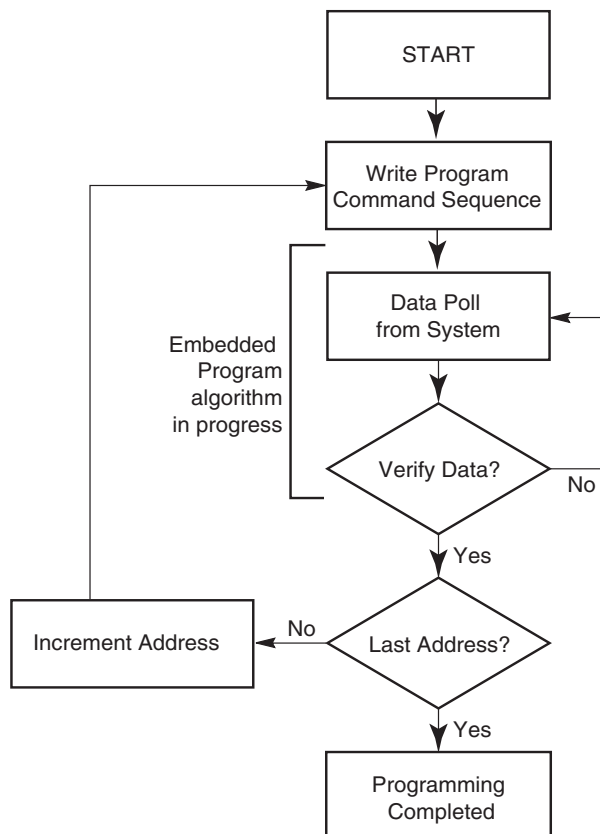 START
Write Program
Command Sequence
Data Poll
from System
Embedded
Program
algorithm
in progress
Verify Data?
No
Yes
Increment Address
No
Last Address?
Yes
Programming
Completed